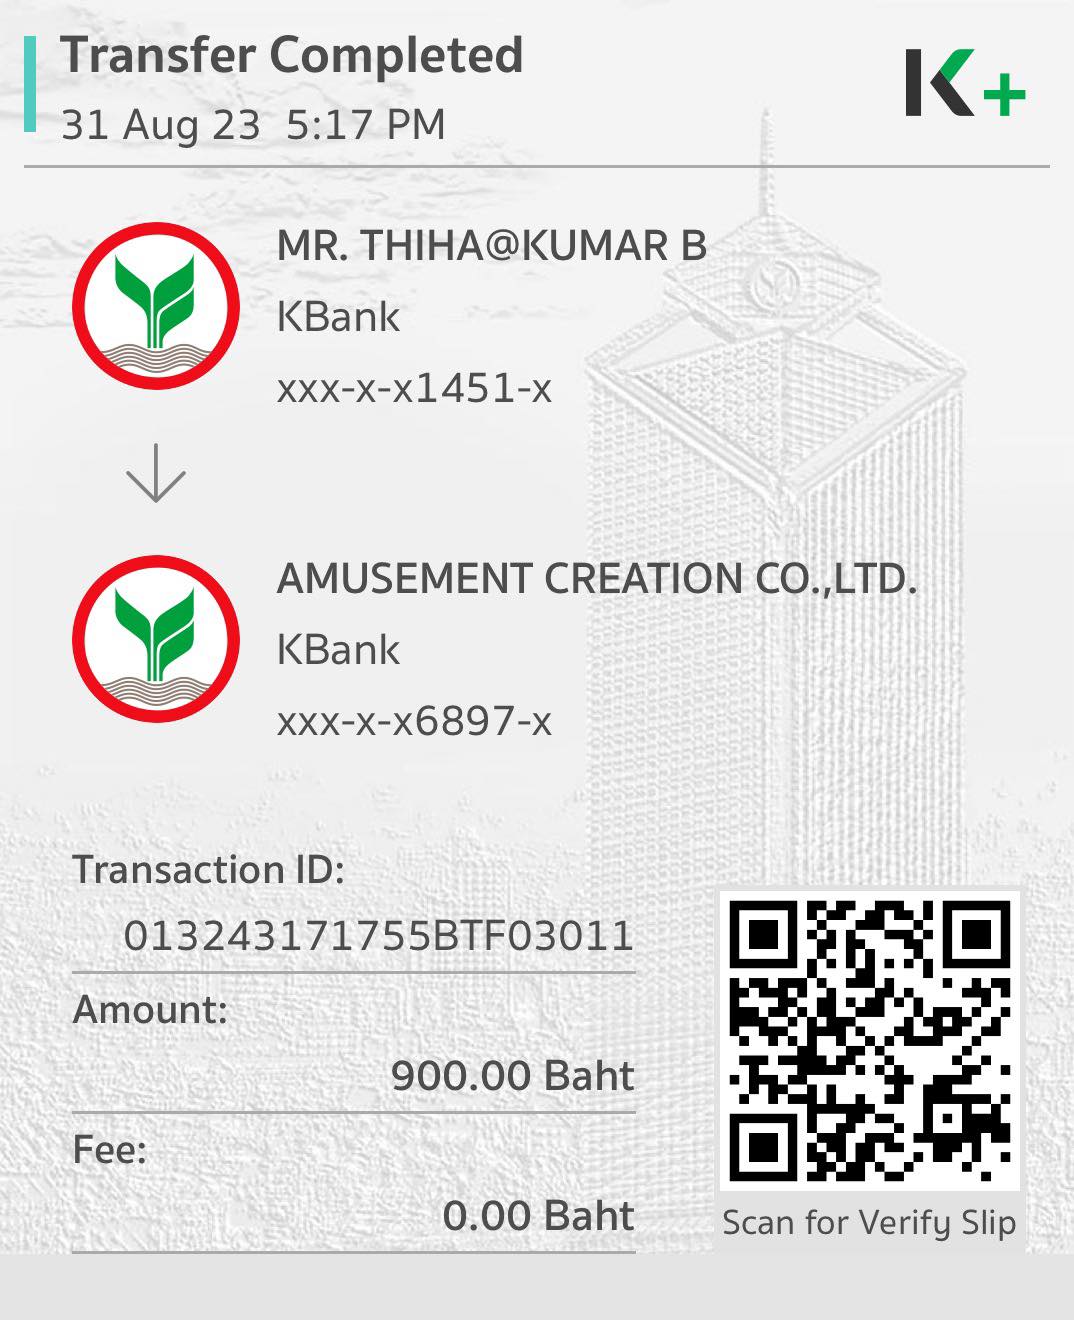 Transfer Completed
31 Aug 23  5:17 PM
K+
MR. THIHA@KUMAR B
KBank
xxx-x-x1451-x
AMUSEMENT CREATION CO.,LTD.
KBank
xxx-x-x6897-x
Transaction ID:
013243171755BTF03011
Amount:
900.00 Baht
Fee:
0.00 Baht
Scan for Verify Slip